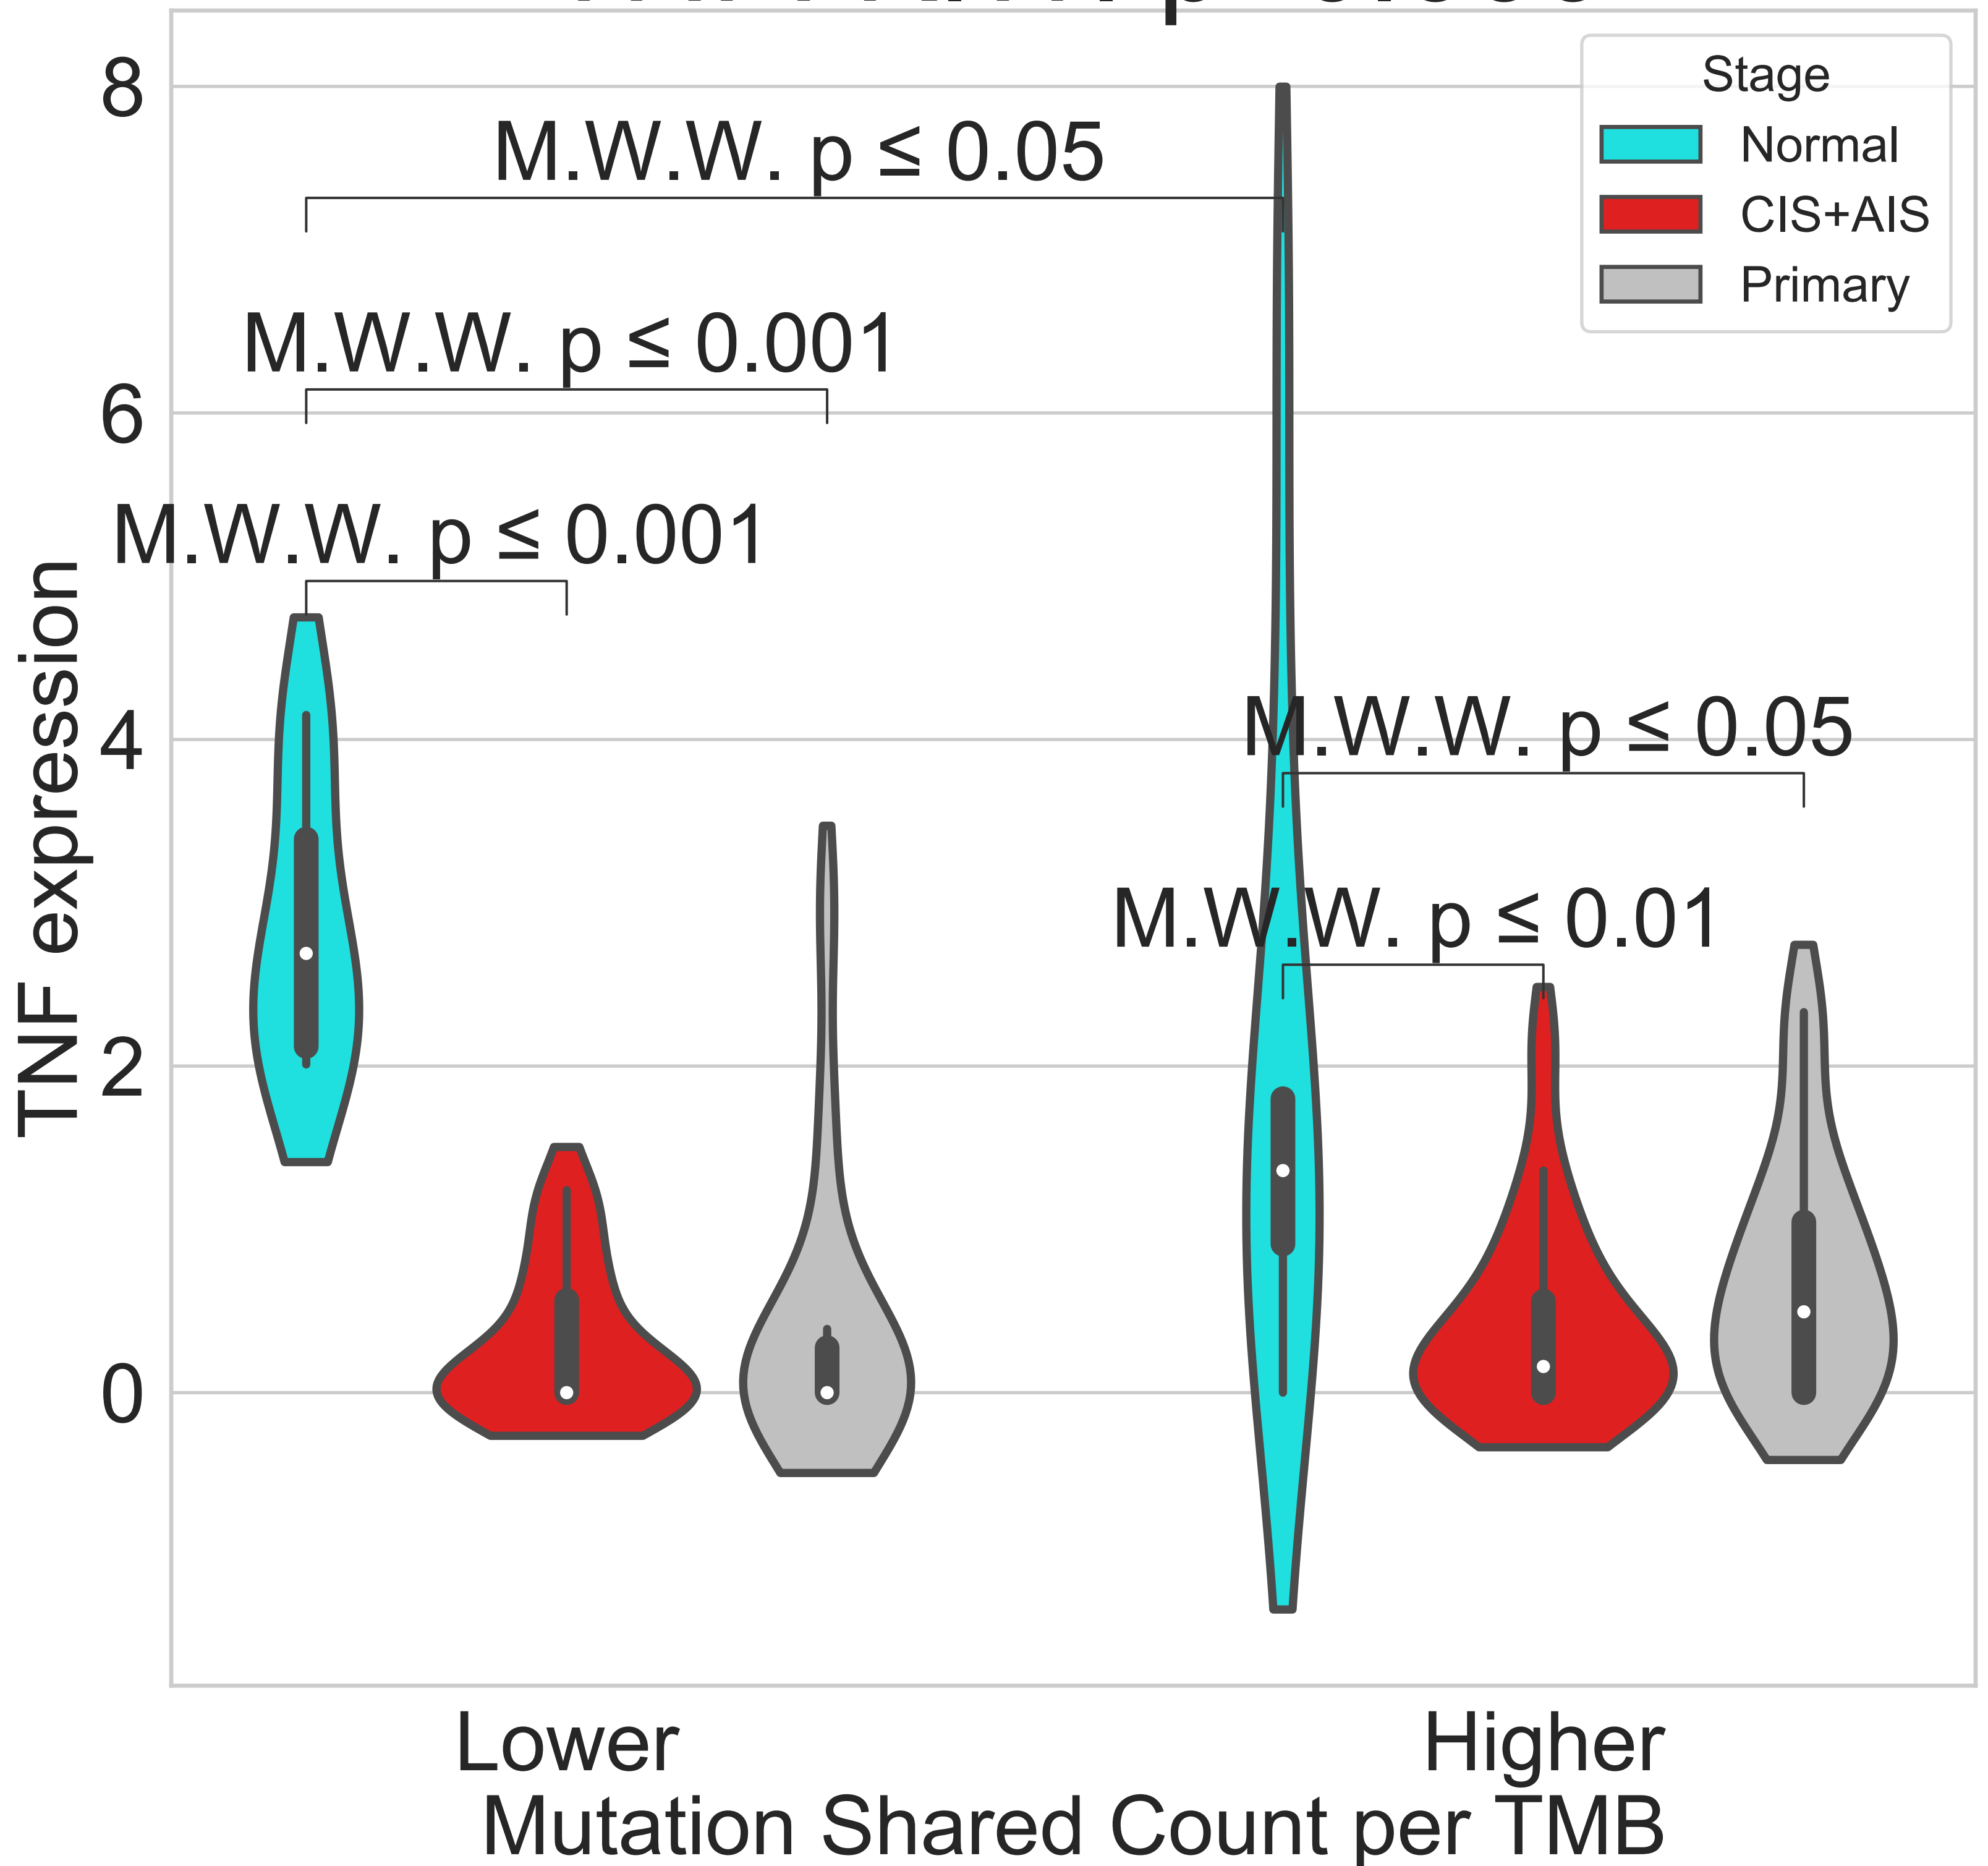 8
6
4
2
0
TNF expression
M.W.W. p ≤ 0.05
M.W.W. p ≤ 0.001
M.W.W. p ≤ 0.001
M.W.W. p ≤ 0.05
M.W.W. p ≤ 0.01
Stage
Normal
CIS+AIS
Primary
Lower
Higher
Mutation Shared Count per TMB